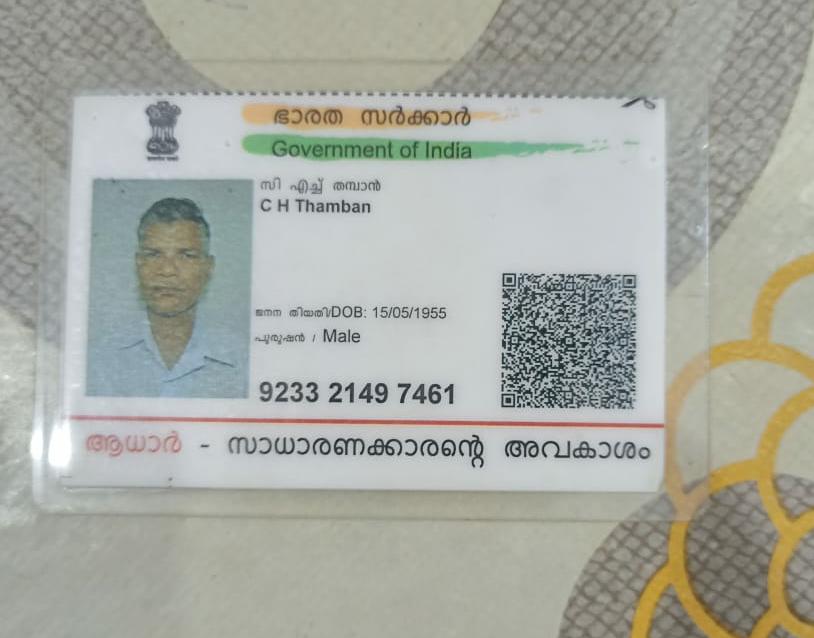 ഭാരത സർക്കാർ
Government of India
സി എച്ച് തമ്പാൻ
C H Thamban
ജനന തിയതി/DOB: 15/05/1955
പുരുഷൻ / Male
9233 2149 7461
ആധാർ - സാധാരണക്കാരന്റെ അവകാശം